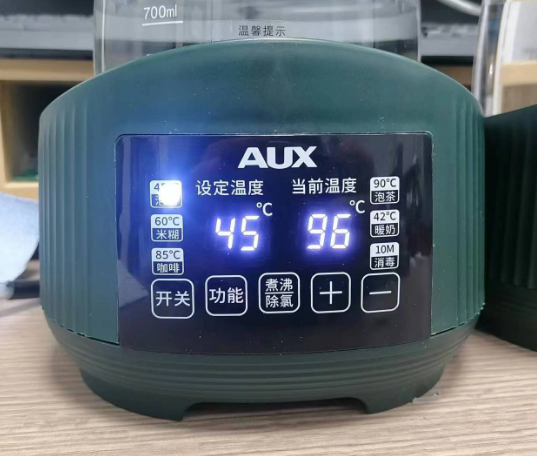 700ml
温馨提示
AUX
设定温度
当前温度
45℃
96℃
60℃
米糊
85℃
咖啡
90℃
泡茶
42℃
暖奶
10M
消毒
开关
功能
煮沸
除氯
+
−